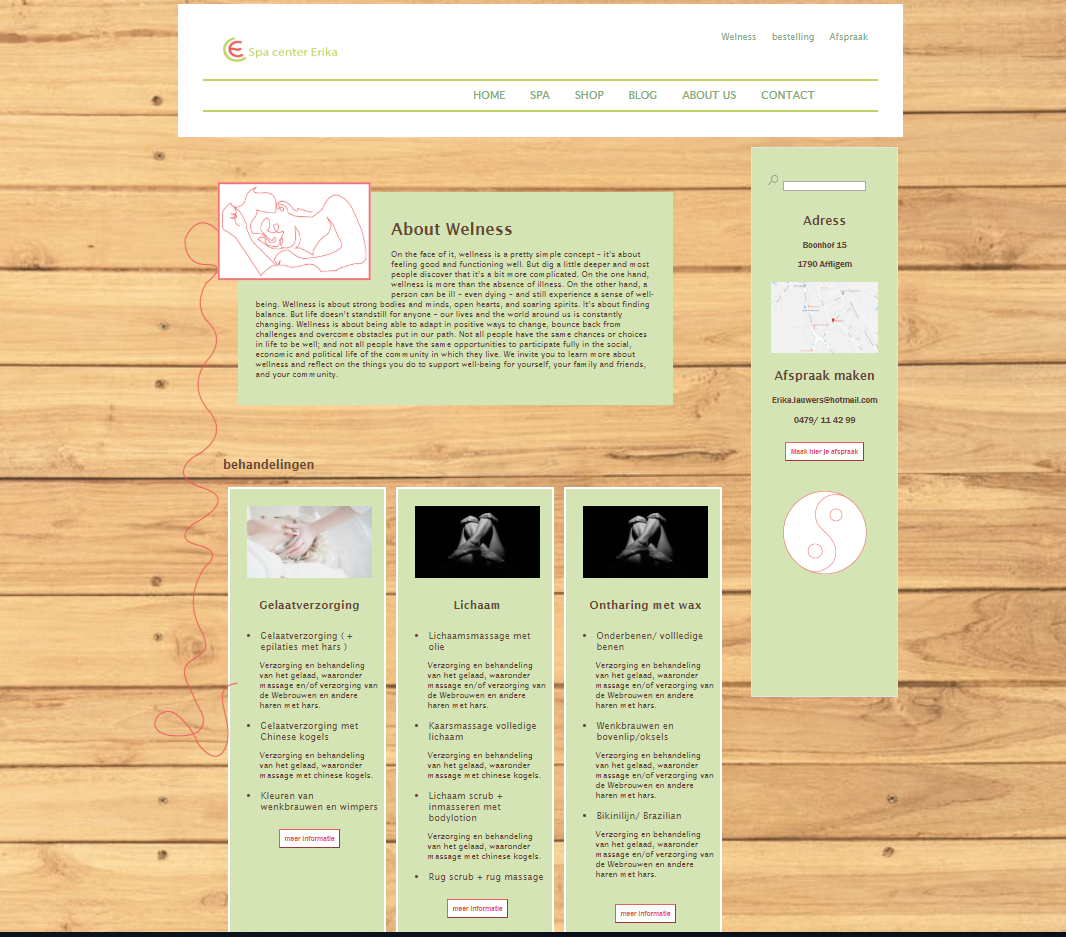 Spa center Erika
Welness bestelling Afspraak
HOME SPA SHOP BLOG ABOUT US CONTACT
About Welness
On the face of it, wellness is a pretty simple concept – it's about
feeling good and functioning well. But dig a little deeper and most
people discover that it's a bit more complicated. On the one hand,
wellness is more than the absence of illness. On the other hand, a
person can be ill – even dying – and still experience a sense of well-
being. Wellness is about strong bodies and minds, open hearts, and soaring spirits. It's about finding
balance. But life doesn't standstill for anyone – our lives and the world around us is constantly
changing. Wellness is about being able to adapt in positive ways to change, bounce back from
challenges and overcome obstacles put in our path. Not all people have the same chances or choices
in life to be well; and not all people have the same opportunities to participate fully in the social,
economic and political life of the community in which they live. We invite you to learn more about
wellness and reflect on the things you do to support well-being for yourself, your family and friends,
and your community.
Adress
Boonhof 15
1790 Affligem
Afspraak maken
Erika.lauwers@hotmail.com
0479/ 11 42 99
Maak hier je afspraak
behandelingen
Gelaatverzorging
Gelaatverzorging ( +
epilaties met hars )
Verzorging en behandeling
van het gelaad, waaronder
massage en/of verzorging van
de Webrouwen en andere
haren met hars.
Gelaatverzorging met
Chinese kogels
Verzorging en behandeling
van het gelaad, waaronder
massage met chinese kogels.
Kleuren van
wenkbrauwen en wimpers
meer informatie
Lichaam
Lichaamsmassage met
olie
Verzorging en behandeling
van het gelaad, waaronder
massage en/of verzorging van
de Webrouwen en andere
haren met hars.
Kaarsmassage volledige
lichaam
Verzorging en behandeling
van het gelaad, waaronder
massage met chinese kogels.
Lichaam scrub +
inmasseren met
bodylotion
Verzorging en behandeling
van het gelaad, waaronder
massage met chinese kogels.
Rug scrub + rug massage
meer informatie
Ontharing met wax
Onderbenen/ vollledige
benen
Verzorging en behandeling
van het gelaad, waaronder
massage en/of verzorging van
de Webrouwen en andere
haren met hars.
Wenkbrauwen en
bovenlip/oksels
Verzorging en behandeling
van het gelaad, waaronder
massage en/of verzorging van
de Webrouwen en andere
haren met hars.
Bikinilijn/ Brazilian
Verzorging en behandeling
van het gelaad, waaronder
massage en/of verzorging van
de Webrouwen en andere
haren met hars.
meer informatie